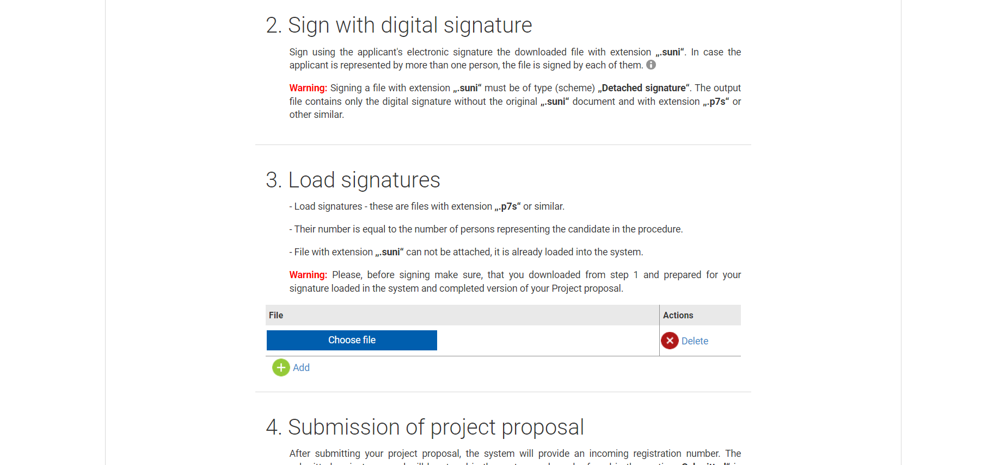 2. Sign with digital signature
Sign using the applicant's electronic signature the downloaded file with extension „.suni“. In case the
applicant is represented by more than one person, the file is signed by each of them.
Warning: Signing a file with extension „.suni“ must be of type (scheme) „Detached signature“. The output
file contains only the digital signature without the original „.suni“ document and with extension „.p7s“ or
other similar.
3. Load signatures
- Load signatures - these are files with extension „.p7s“ or similar.
- Their number is equal to the number of persons representing the candidate in the procedure.
- File with extension „.suni“ can not be attached, it is already loaded into the system.
Warning: Please, before signing make sure, that you downloaded from step 1 and prepared for your
signature loaded in the system and completed version of your Project proposal.
File Actions
Choose file Delete
Add
4. Submission of project proposal
After submitting your project proposal, the system will provide an incoming registration number. The